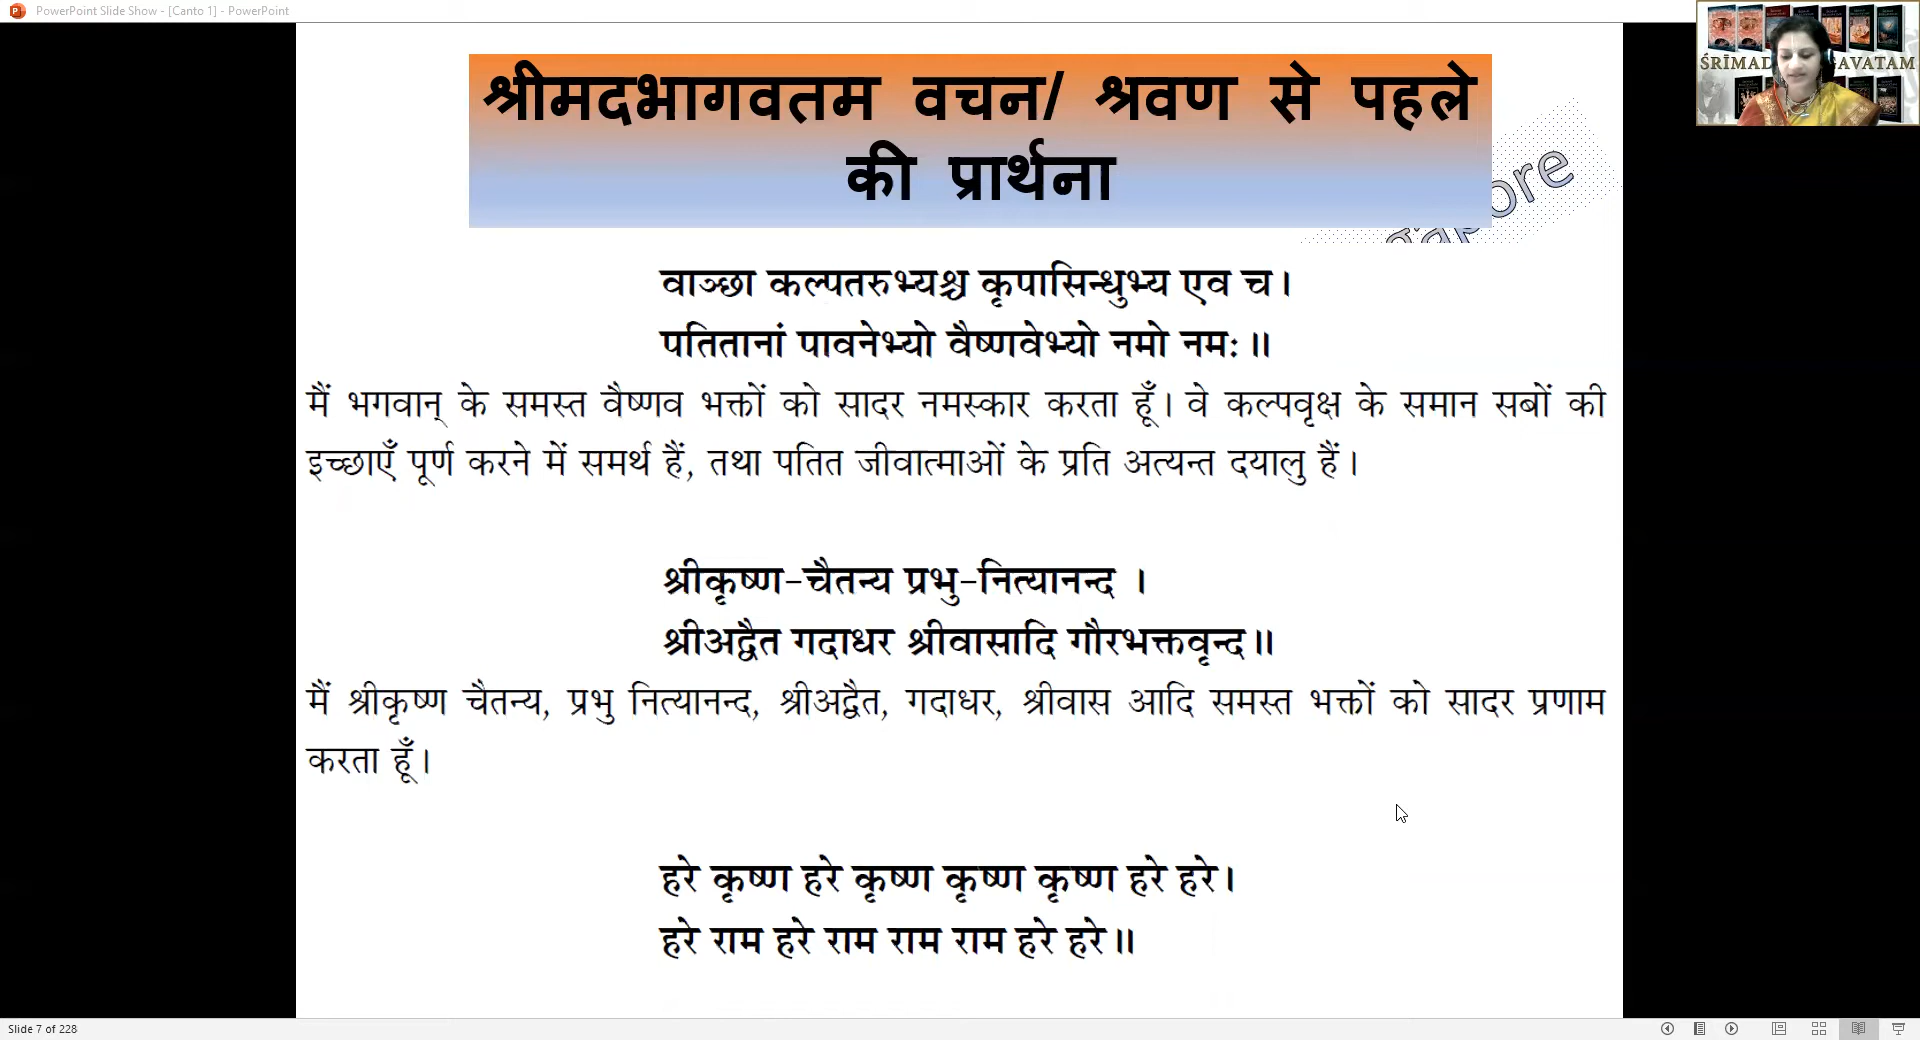 PowerPoint Slide Show - [Canto 1] - PowerPoint
श्रीमदभागवतम वचन/ श्रवण से पहले
की प्रार्थना
वाञ्छा कल्पतरुभ्यश्च कृपासिन्धुभ्य एव च।
पतितानां पावनेभ्यो वैष्णवेभ्यो नमो नमः॥
मैं भगवान् के समस्त वैष्णव भक्तों को सादर नमस्कार करता हूँ। वे कल्पवृक्ष के समान सबों की
इच्छाएँ पूर्ण करने में समर्थ हैं, तथा पतित जीवात्माओं के प्रति अत्यन्त दयालु हैं।
श्रीकृष्ण-चैतन्य प्रभु-नित्यानन्द ।
श्रीअद्वैत गदाधर श्रीवासादि गौरभक्तवृन्द॥
मैं श्रीकृष्ण चैतन्य, प्रभु नित्यानन्द, श्रीअद्वैत, गदाधर, श्रीवास आदि समस्त भक्तों को सादर प्रणाम
करता हूँ।
हरे कृष्ण हरे कृष्ण कृष्ण कृष्ण हरे हरे।
हरे राम हरे राम राम राम हरे हरे॥
Slide 7 of 228